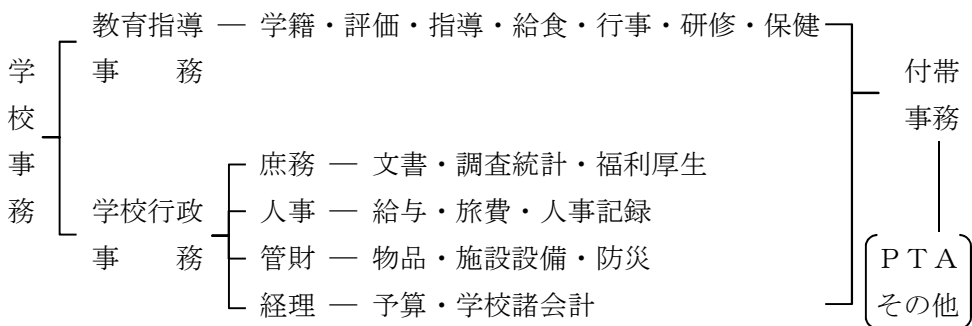 学校事務
教育指導事務 ― 学籍・評価・指導・給食・行事・研修・保健
学校行政事務
庶務 ― 文書・調査統計・福利厚生
人事 ― 給与・旅費・人事記録
管財 ― 物品・施設設備・防災
経理 ― 予算・学校諸会計
付帯
事務
ＰＴＡ
その他